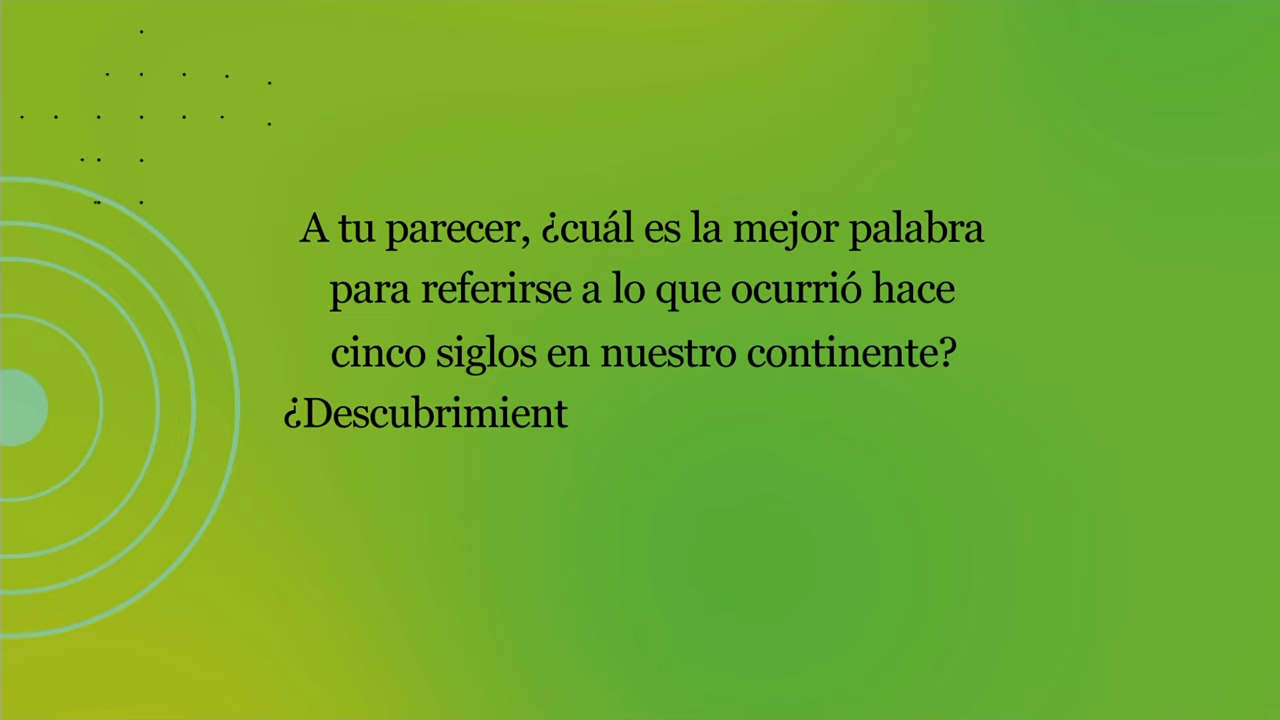 A tu parecer, ¿cuál es la mejor palabra
para referirse a lo que ocurrió hace
cinco siglos en nuestro continente?
¿Descubrimient